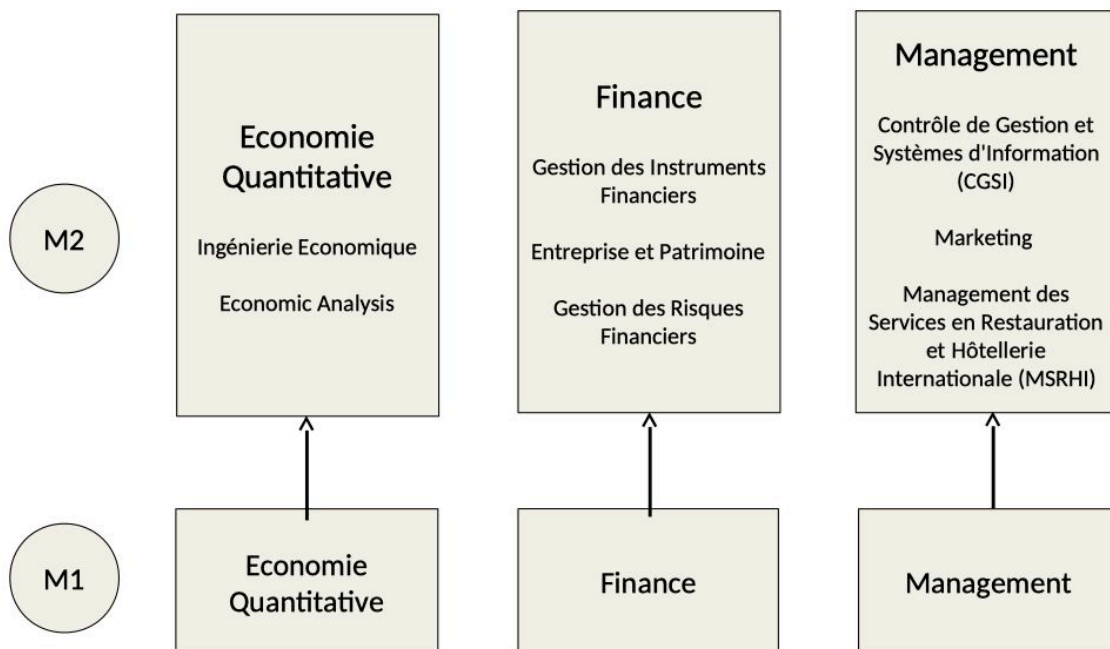 M2
Economie
Quantitative
Ingénierie Economique
Economic Analysis
Finance
Gestion des Instruments
Financiers
Entreprise et Patrimoine
Gestion des Risques
Financiers
Management
Contrôle de Gestion et
Systèmes d'Information
(CGSI)
Marketing
Management des
Services en Restauration
et Hôtellerie
Internationale (MSRHI)
M1
Economie
Quantitative
Finance
Management